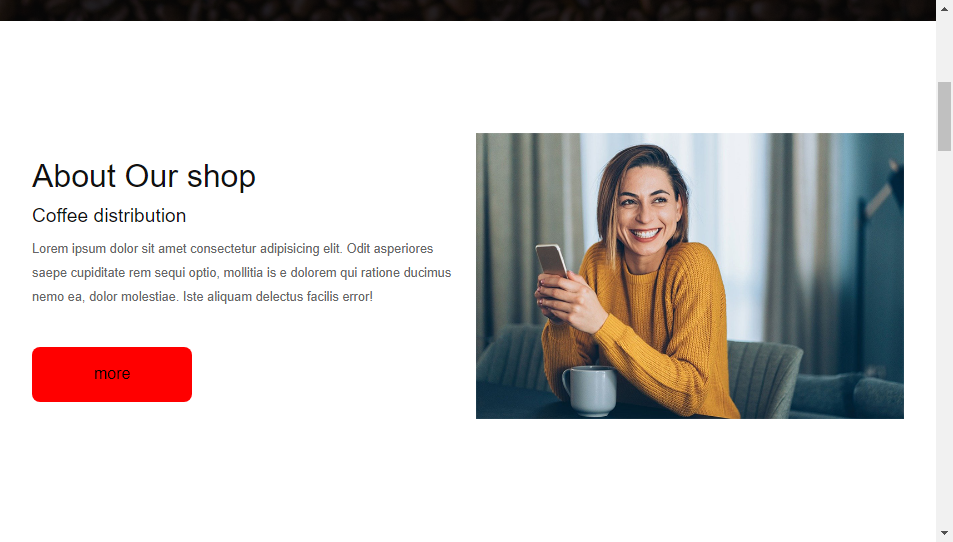 About Our shop
Coffee distribution
Lorem ipsum dolor sit amet consectetur adipisicing elit. Odit asperiores
saepe cupiditate rem sequi optio, mollitia is e dolorem qui ratione ducimus
nemo ea, dolor molestiae. Iste aliquam delectus facilis error!
more